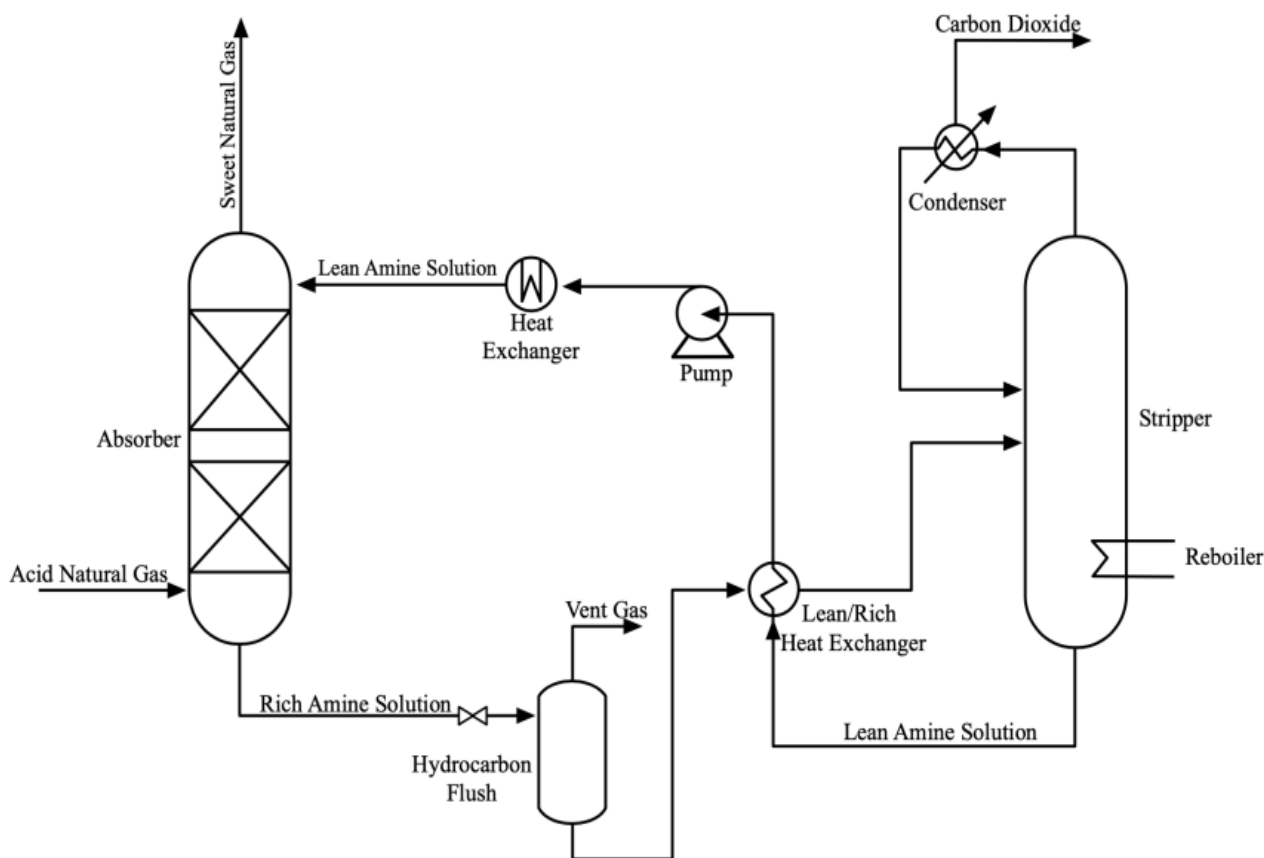 Carbon Dioxide
Sweet Natural Gas
Condenser
Lean Amine Solution
Heat
Exchanger
Pump
Absorber
Stripper
Acid Natural Gas
Reboiler
Vent Gas
Lean/Rich
Heat Exchanger
Rich Amine Solution
Lean Amine Solution
Hydrocarbon
Flush